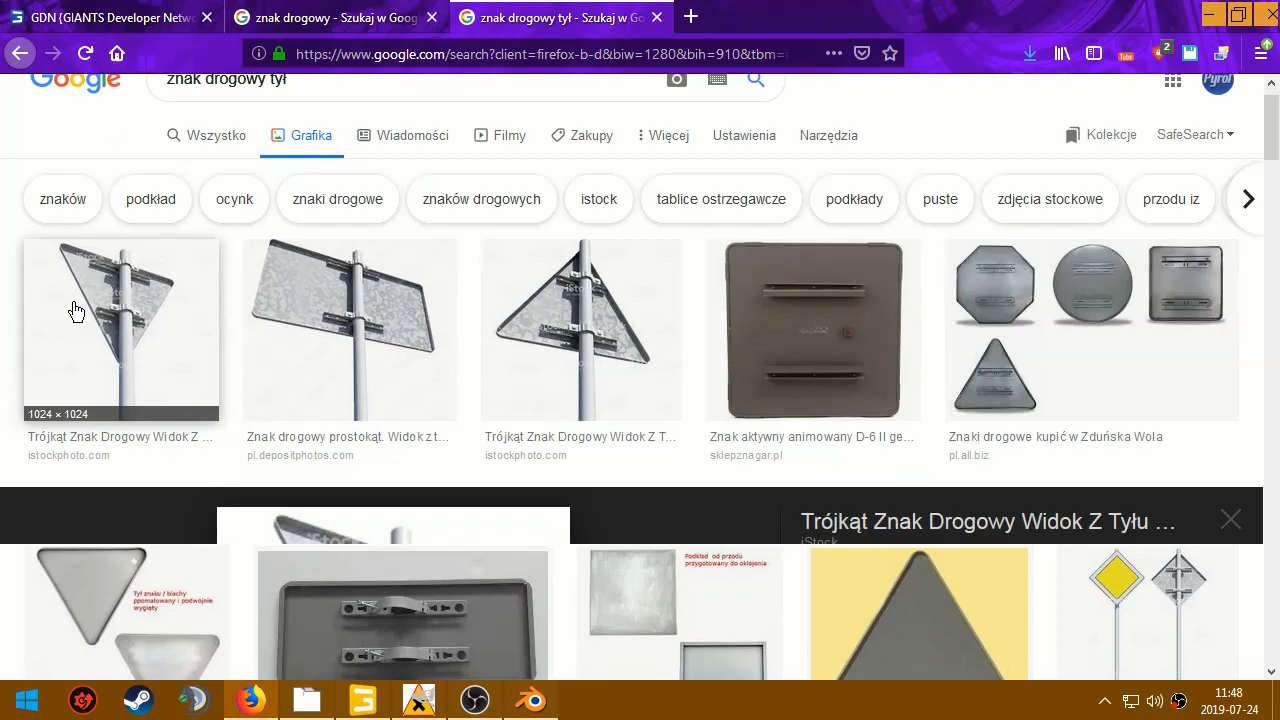 GDN {GIANTS Developer Netwo
znak drogowy - Szukaj w Goog
znak drogowy tył - Szukaj w Go
https://www.google.com/search?client=firefox-b-d&biw=1280&bih=910&tbm=
2
Google
znak drogowy tył
Pyrol
Wszystko
Grafika
Wiadomości
Filmy
Zakupy
Więcej
Ustawienia
Narzędzia
Kolekcje
SafeSearch
znaków
podkład
ocynk
znaki drogowe
znaków drogowych
istock
tablice ostrzegawcze
podkłady
puste
zdjęcia stockowe
przodu iz
1024 × 1024
Trójkąt Znak Drogowy Widok Z ...
istockphoto.com
Znak drogowy prostokąt. Widok z t...
pl.depositphotos.com
Trójkąt Znak Drogowy Widok Z T...
istockphoto.com
Znak aktywny animowany D-6 II ge...
sklepznagar.pl
Znaki drogowe kupić w Zduńska Wola
pl.all.biz
Trójkąt Znak Drogowy Widok Z Tyłu ...
iStock
Tył znaku / blachy
ppomalowany i podwójnie
wygięty
Podkład od przodu
przygotowany do oklejenia
11:48
2019-07-24